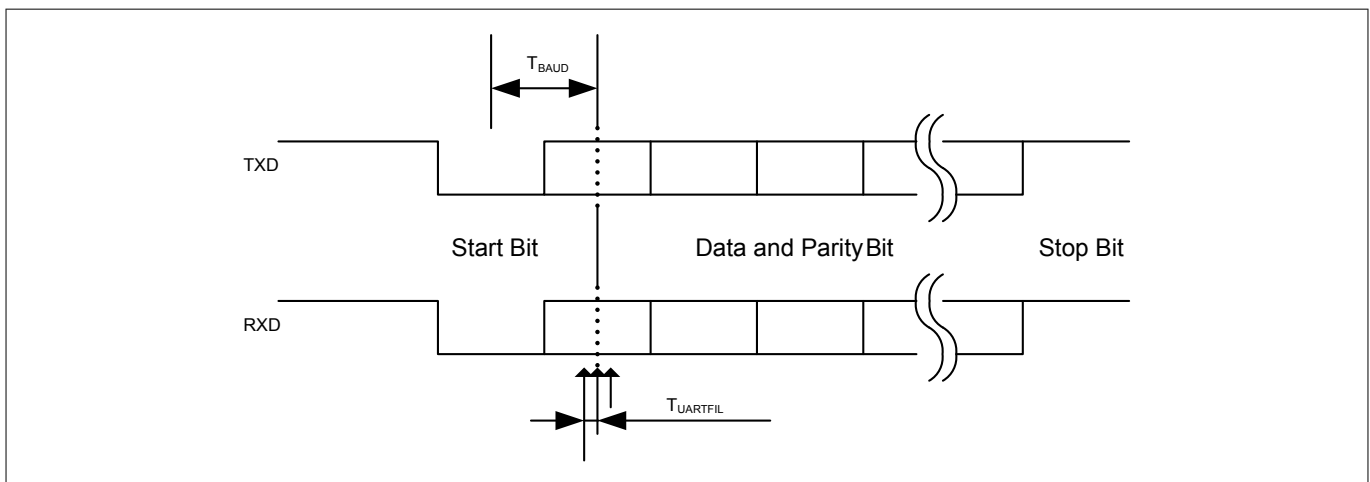 TBAUD
TXD
Start Bit
Data and Parity Bit
Stop Bit
RXD
TUARTFIL